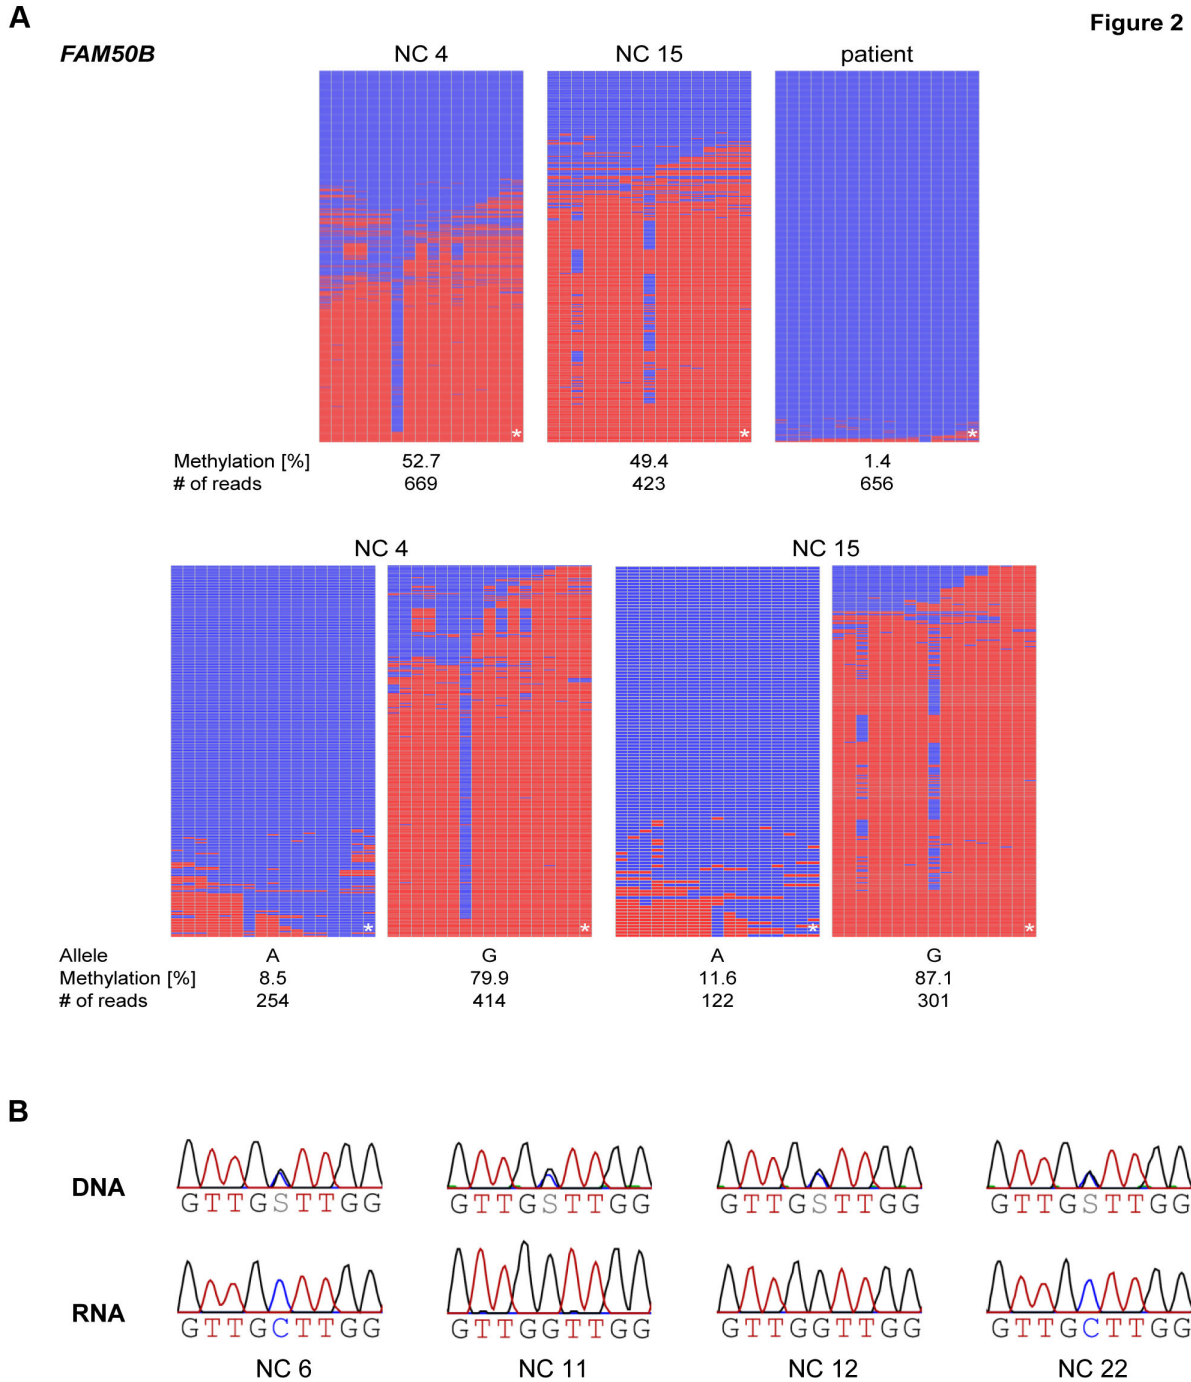 A
Figure 2
FAM50B NC 4 NC 15 patient
* * *
Methylation [%] 52.7 49.4 1.4
# of reads 669 423 656
NC 4 NC 15
* * * *
Allele A G A G
Methylation [%] 8.5 79.9 11.6 87.1
# of reads 254 414 122 301
B
DNA
GTTGSTTGG GTTGSTTGG GTTGSTTGG GTTGSTTGG
RNA
GTTGCTTGG GTTGGTTGG GTTGGTTGG GTTGCTTGG
NC 6 NC 11 NC 12 NC 22